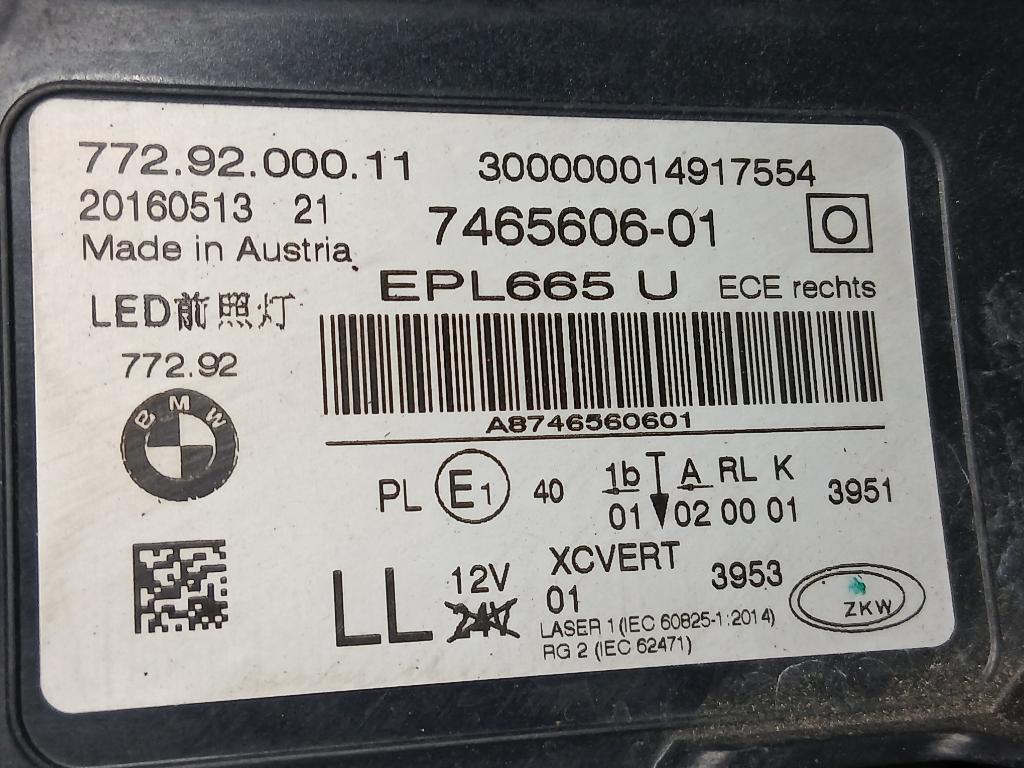 772.92.000.11 300000014917554
20160513 21 7465606-01
Made in Austria
EPL665 U ECE rechts
LED前照灯
772.92
BMW
A8746560601
PL E1 40 1b A RL K 3951
01 02 00 01
LL 12V XCVERT 3953
24V 01
LASER 1 (IEC 60825-1:2014)
RG 2 (IEC 62471)
ZKW